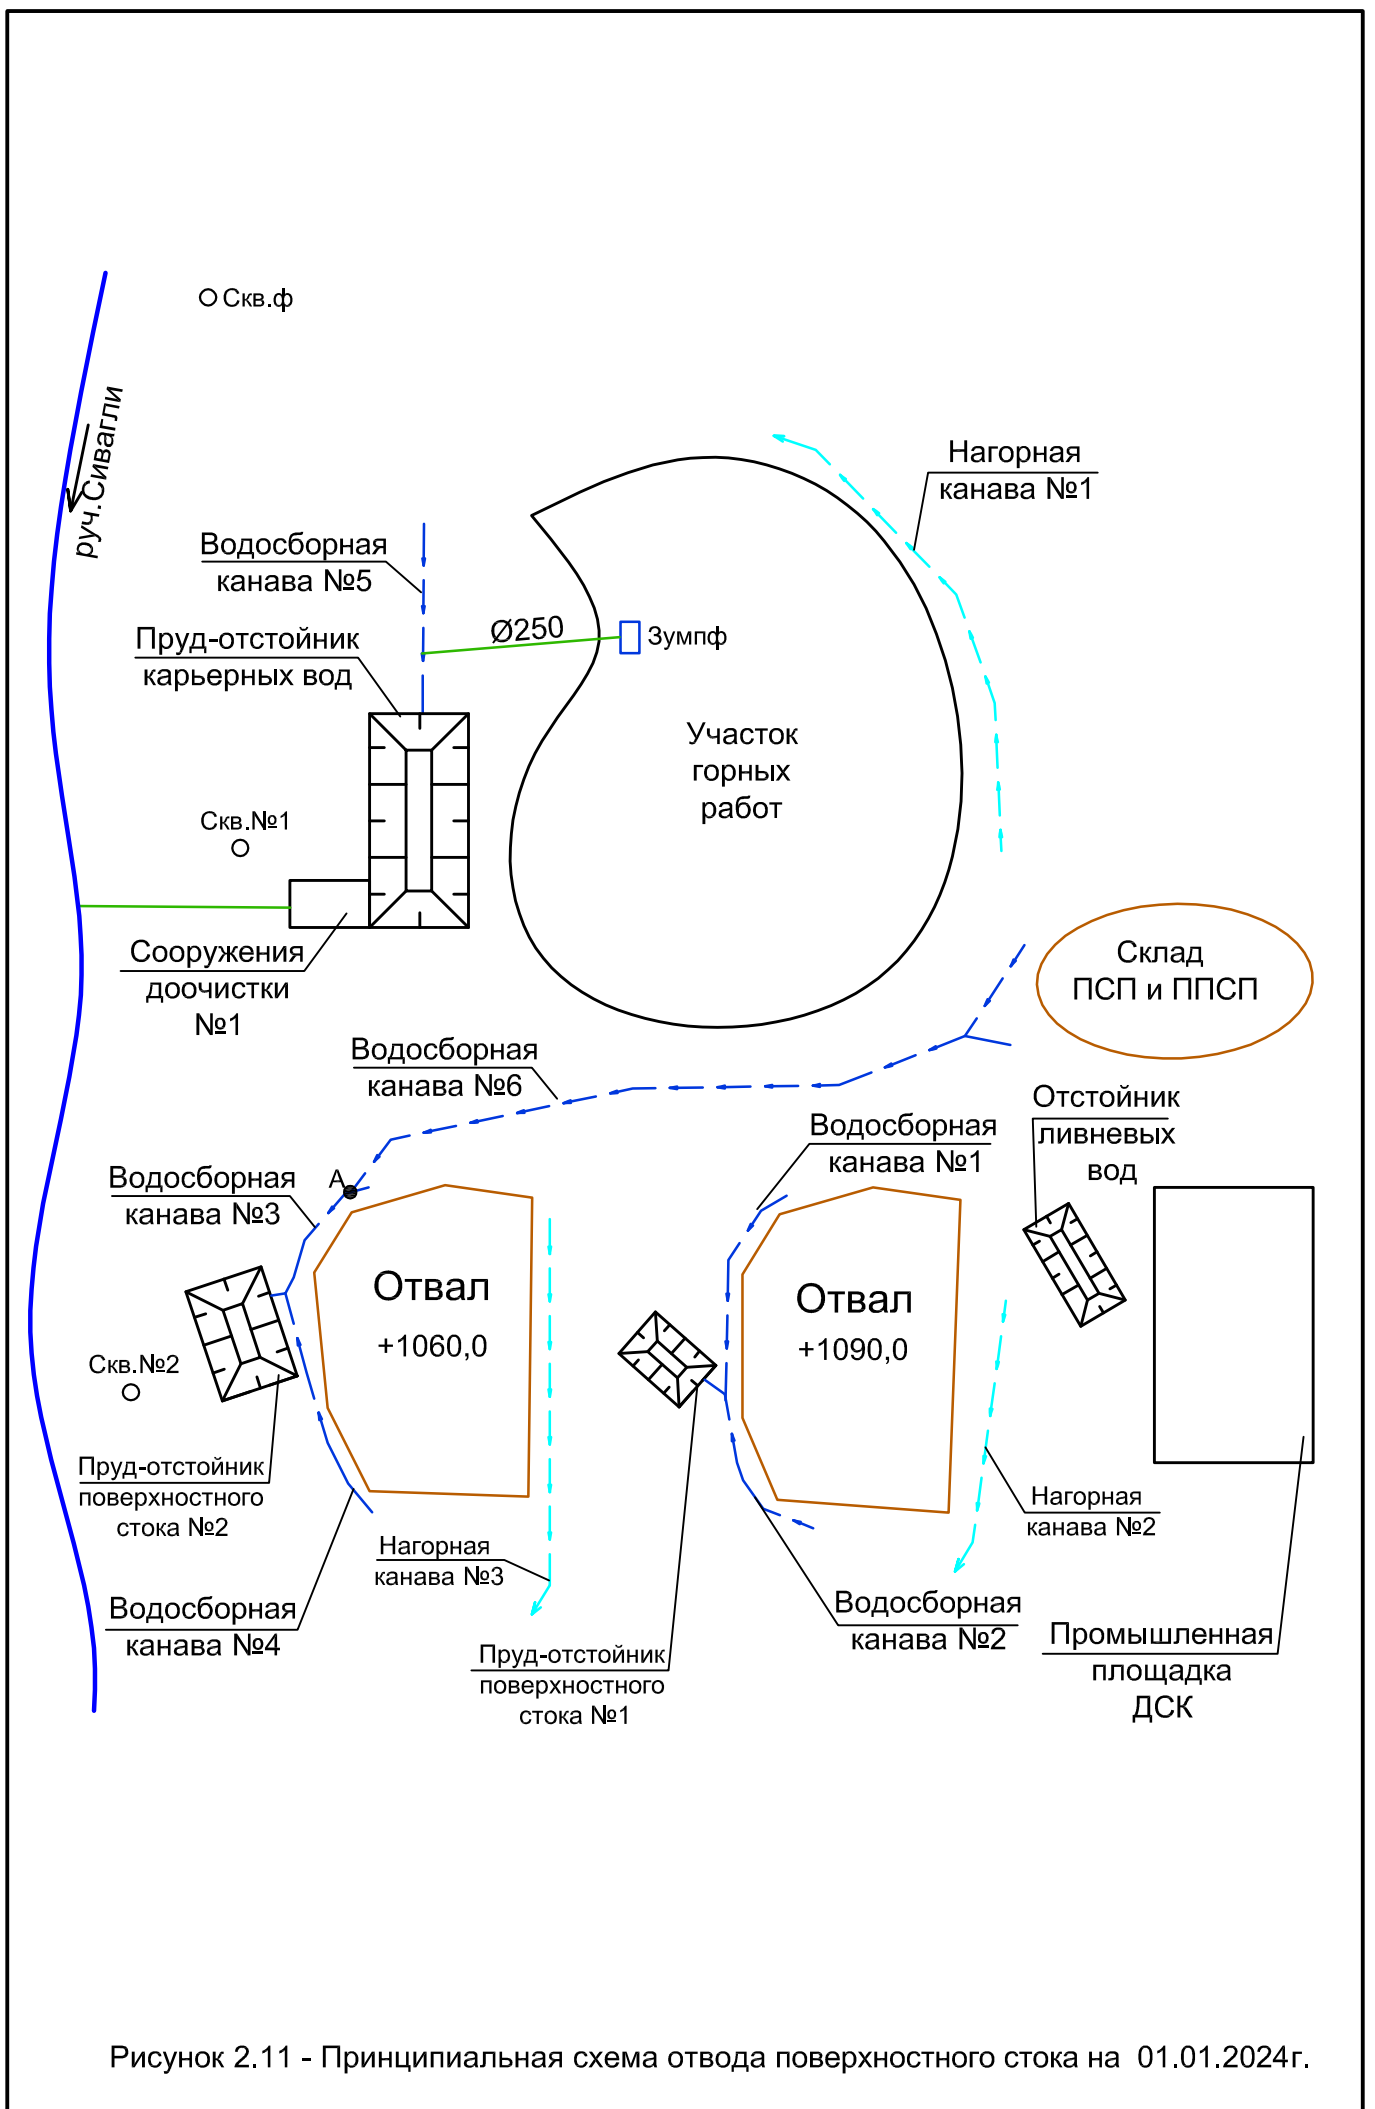 Скв.ф
руч.Сивагли
Нагорная
канава №1
Водосборная
канава №5
Ø250
Зумпф
Пруд-отстойник
карьерных вод
Участок
горных
работ
Скв.№1
Сооружения
доочистки
№1
Склад
ПСП и ППСП
Водосборная
канава №6
Отстойник
ливневых
вод
Водосборная
канава №1
Водосборная
канава №3
А
Отвал
+1060,0
Отвал
+1090,0
Скв.№2
Пруд-отстойник
поверхностного
стока №2
Нагорная
канава №2
Нагорная
канава №3
Водосборная
канава №4
Водосборная
канава №2
Пруд-отстойник
поверхностного
стока №1
Промышленная
площадка
ДСК
Рисунок 2.11 - Принципиальная схема отвода поверхностного стока на 01.01.2024г.